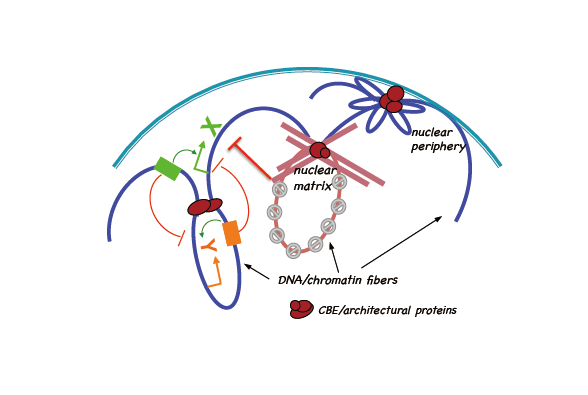 X
nuclear
periphery
nuclear
matrix
Y
DNA/chromatin fibers
CBE/architectural proteins